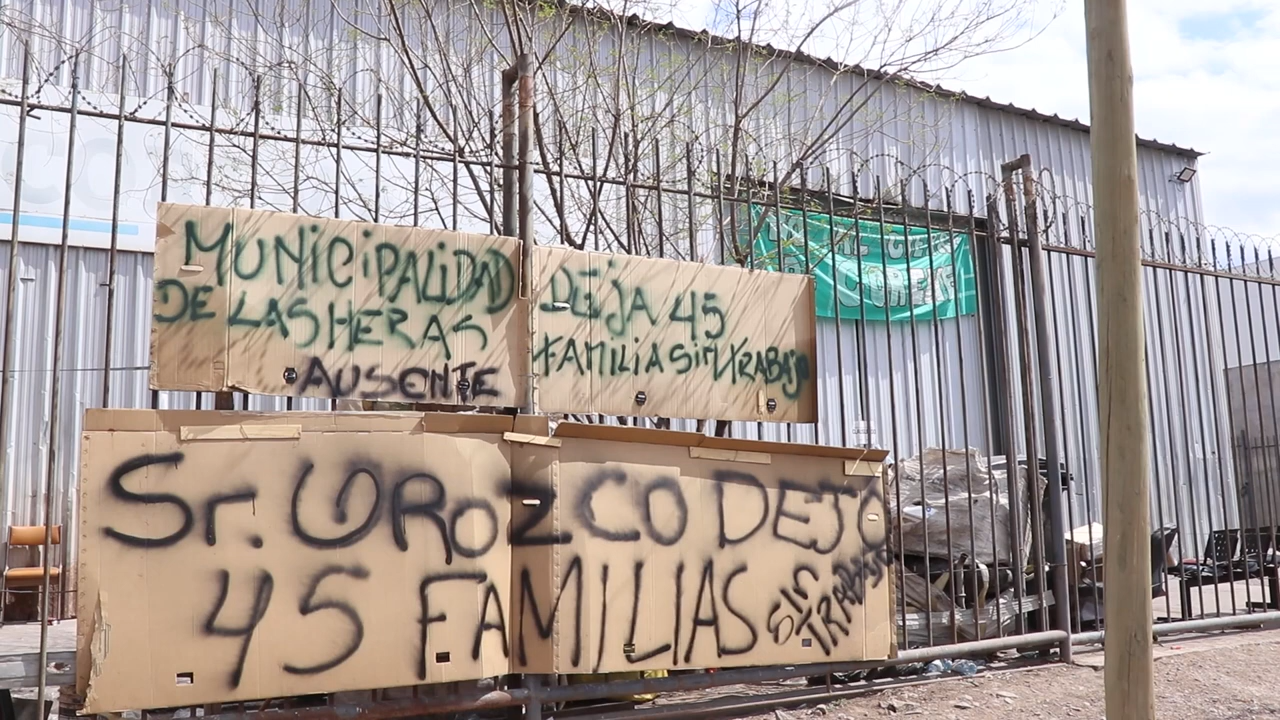 MUNICIPALIDAD
DE LAS HERAS
AUSENTE
DEJA 45
FAMILIA SIN TRABAJO
Sr. OROZCO DEJO
45 FAMILIAS
SIN
TRABAJO